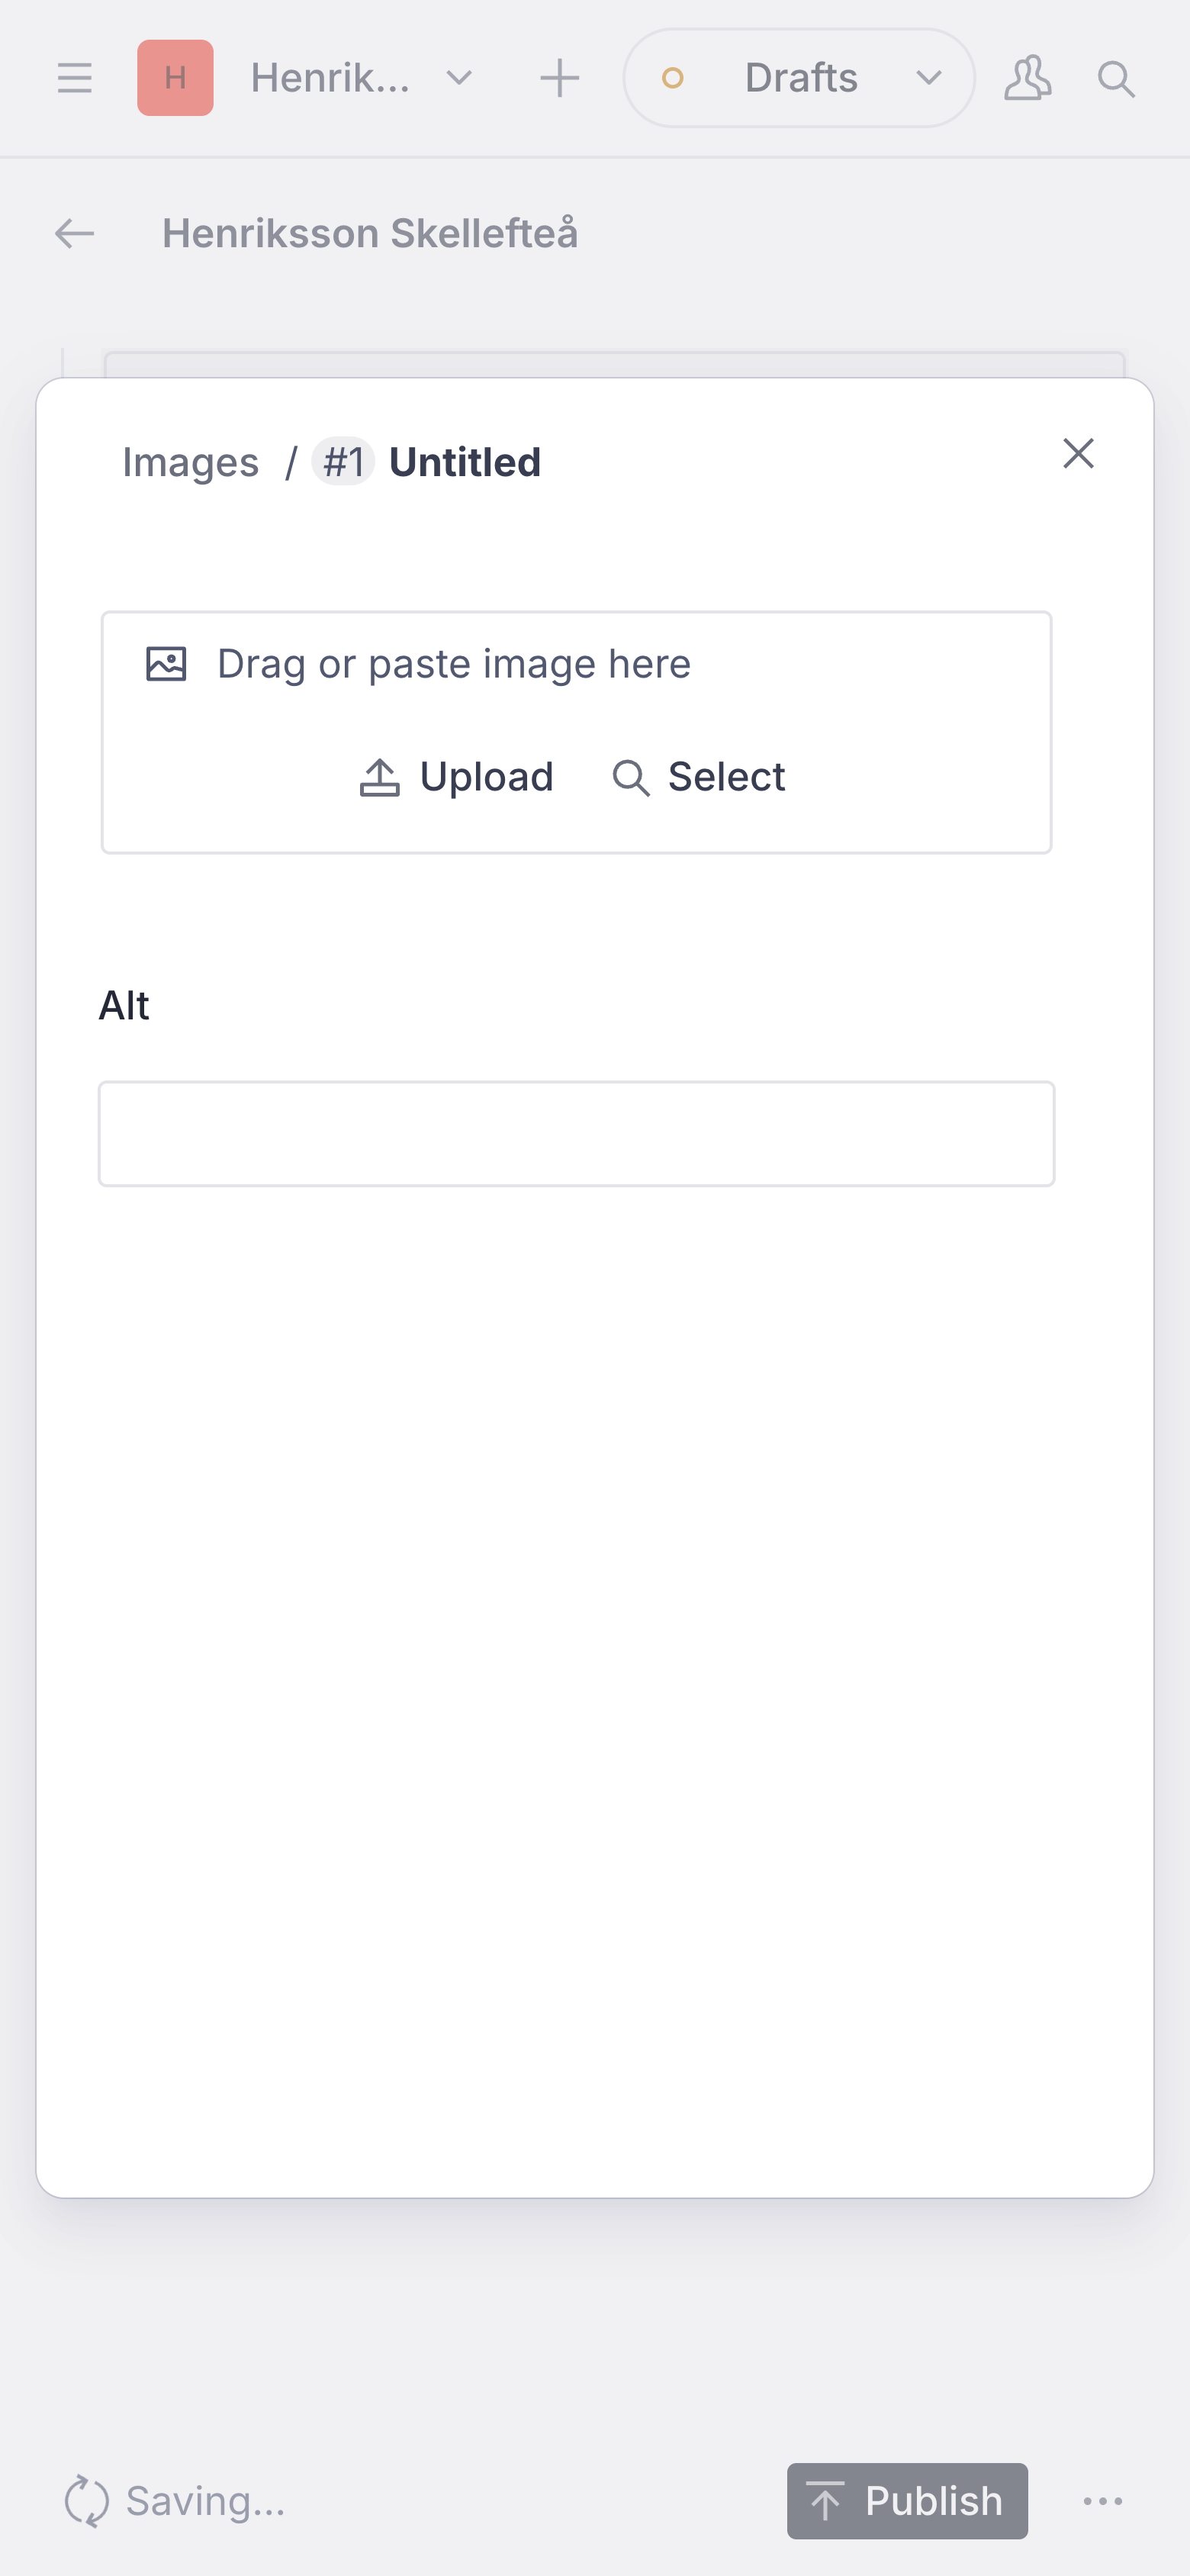 H Henrik... Drafts
Henriksson Skellefteå
Images / #1 Untitled
Drag or paste image here
Upload Select
Alt
Saving... Publish